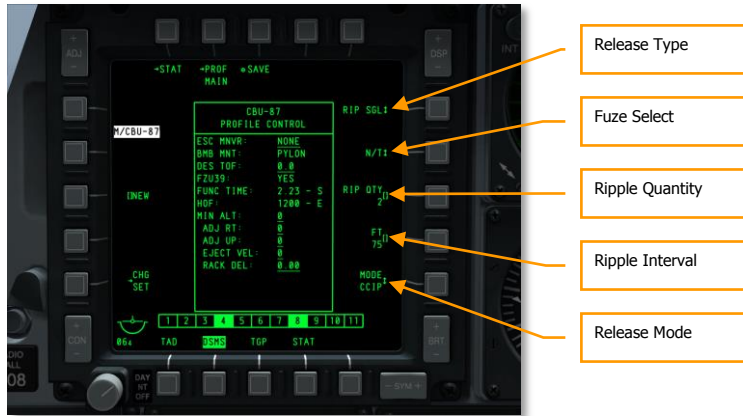 ADJ
DSP
INT
→STAT →PROF ∗SAVE
MAIN
CBU-87
PROFILE CONTROL
RIP SGL↕
M/CBU-87
ESC MNVR: NONE
BMB MNT: PYLON
N/T↕
DES TOF: 0.0
FZU39: YES
[]NEW
FUNC TIME: 2.23 - S
RIP QTY
HOF: 1200 - E
2[]
MIN ALT: 0
ADJ RT: 0
FT
ADJ UP: 0
75[]
EJECT VEL: 0
RACK DEL: 0.00
→CHG
SET
MODE
CCIP↕
1 2 3 4 5 6 7 8 9 10 11
CON
BRT
06
TAD DSMS TGP STAT
DAY
NT
OFF
- SYM +
DIO
ALL
08
Release Type
Fuze Select
Ripple Quantity
Ripple Interval
Release Mode